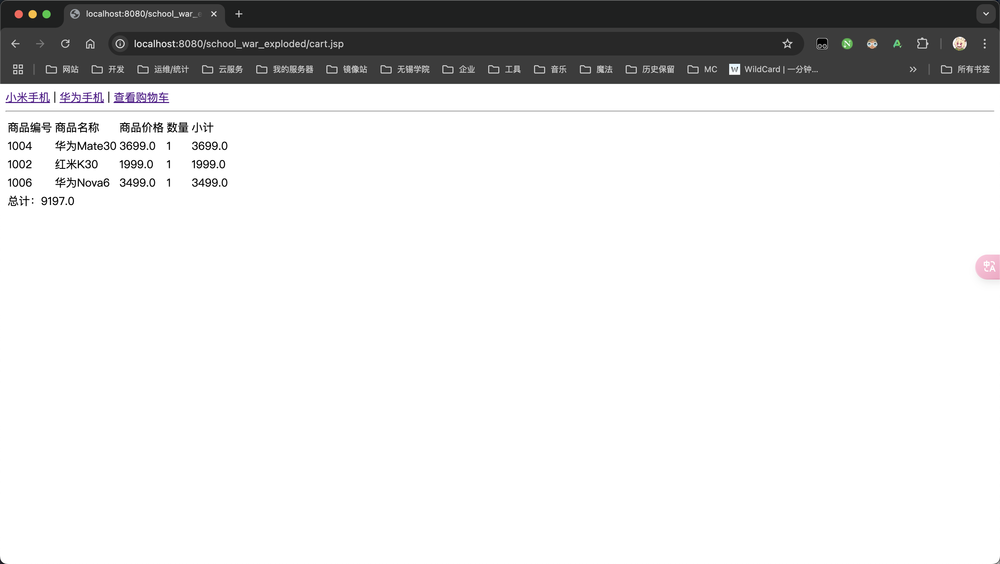 localhost:8080/school_war_e
localhost:8080/school_war_exploded/cart.jsp
网站 开发 运维/统计 云服务 我的服务器 镜像站 无锡学院 企业 工具 音乐 魔法 历史保留 MC W WildCard | 一分钟... 所有书签
小米手机 | 华为手机 | 查看购物车
商品编号 商品名称 商品价格 数量 小计
1004 华为Mate30 3699.0 1 3699.0
1002 红米K30 1999.0 1 1999.0
1006 华为Nova6 3499.0 1 3499.0
总计：9197.0
中A